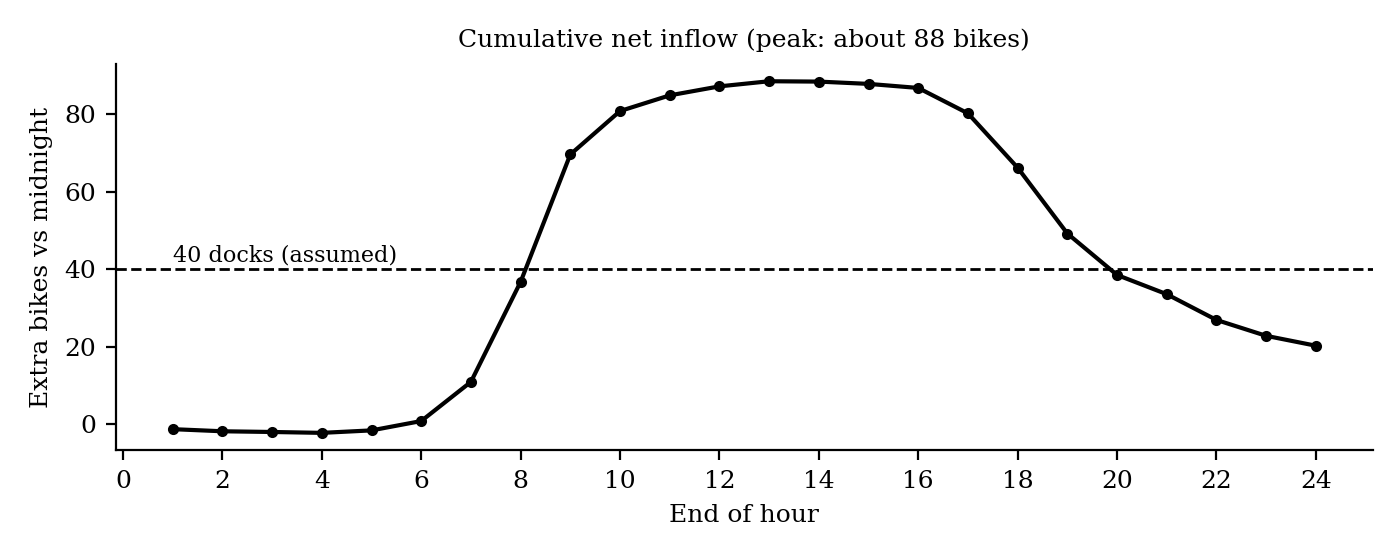 Cumulative net inflow (peak: about 88 bikes)
Extra bikes vs midnight
80
60
40
20
0
40 docks (assumed)
0 2 4 6 8 10 12 14 16 18 20 22 24
End of hour